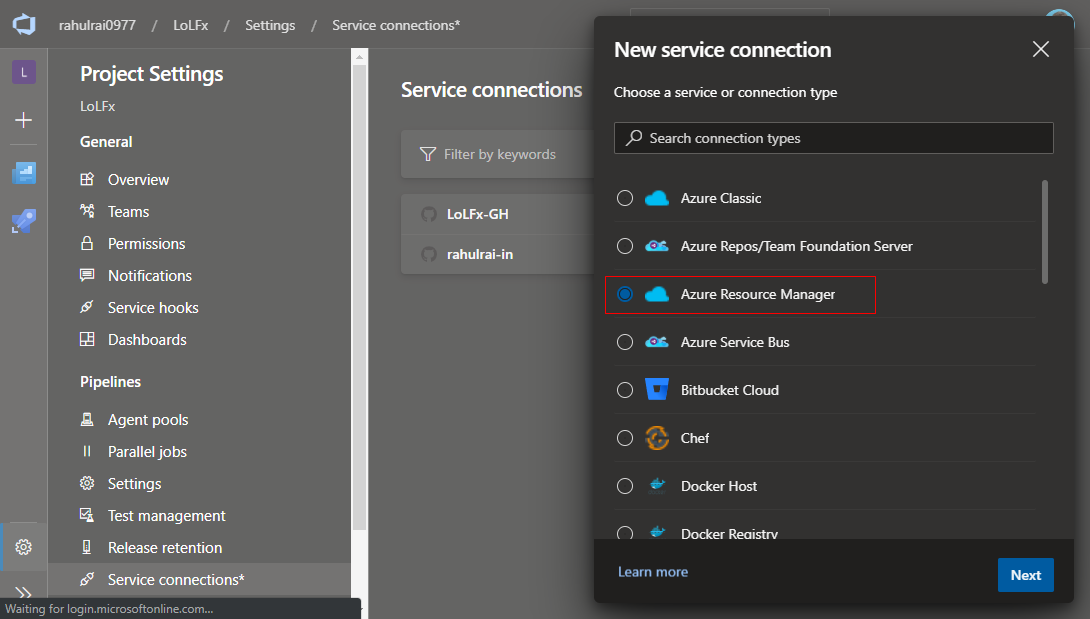 rahulrai0977 / LoLFx / Settings / Service connections*
L
Project Settings
LoLFx
General
Overview
Teams
Permissions
Notifications
Service hooks
Dashboards
Pipelines
Agent pools
Parallel jobs
Settings
Test management
Release retention
Service connections*
Waiting for login.microsoftonline.com...
Service connections
Filter by keywords
LoLFx-GH
rahulrai-in
New service connection
Choose a service or connection type
Search connection types
Azure Classic
Azure Repos/Team Foundation Server
Azure Resource Manager
Azure Service Bus
Bitbucket Cloud
Chef
Docker Host
Docker Registry
Learn more
Next